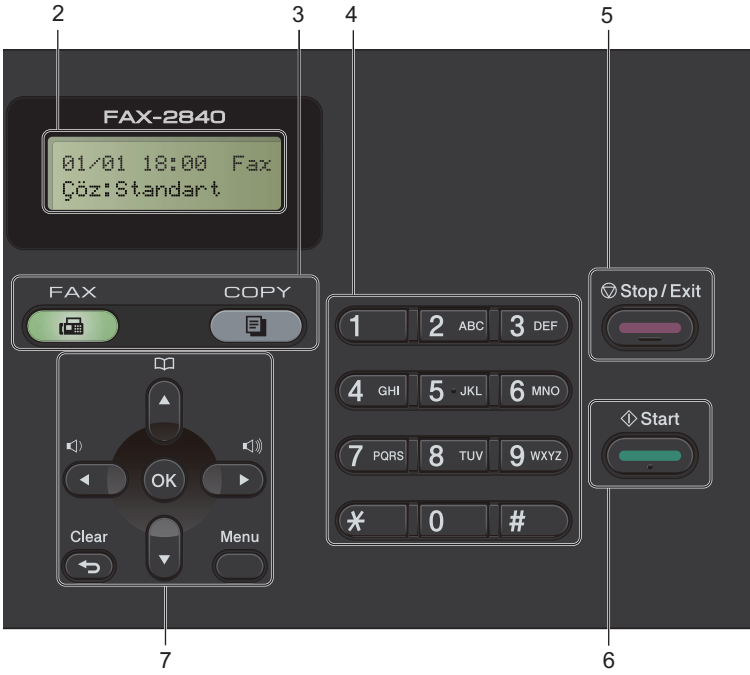 2 3 4 5
FAX-2840
01/01 18:00 Fax
Çöz:Standart
FAX COPY
Stop/Exit
1 2 ABC 3 DEF
4 GHI 5 JKL 6 MNO
Start
7 PQRS 8 TUV 9 WXYZ
OK
* 0 #
Clear Menu
7 6